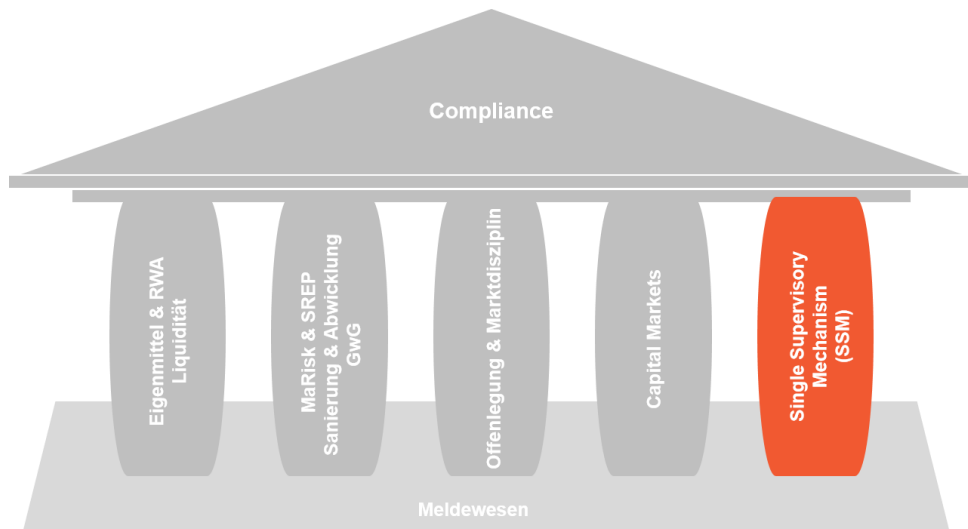 Compliance
Eigenmittel & RWA
Liquidität
MaRisk & SREP
Sanierung & Abwicklung
GwG
Offenlegung & Marktdisziplin
Capital Markets
Single Supervisory
Mechanism
(SSM)
Meldewesen